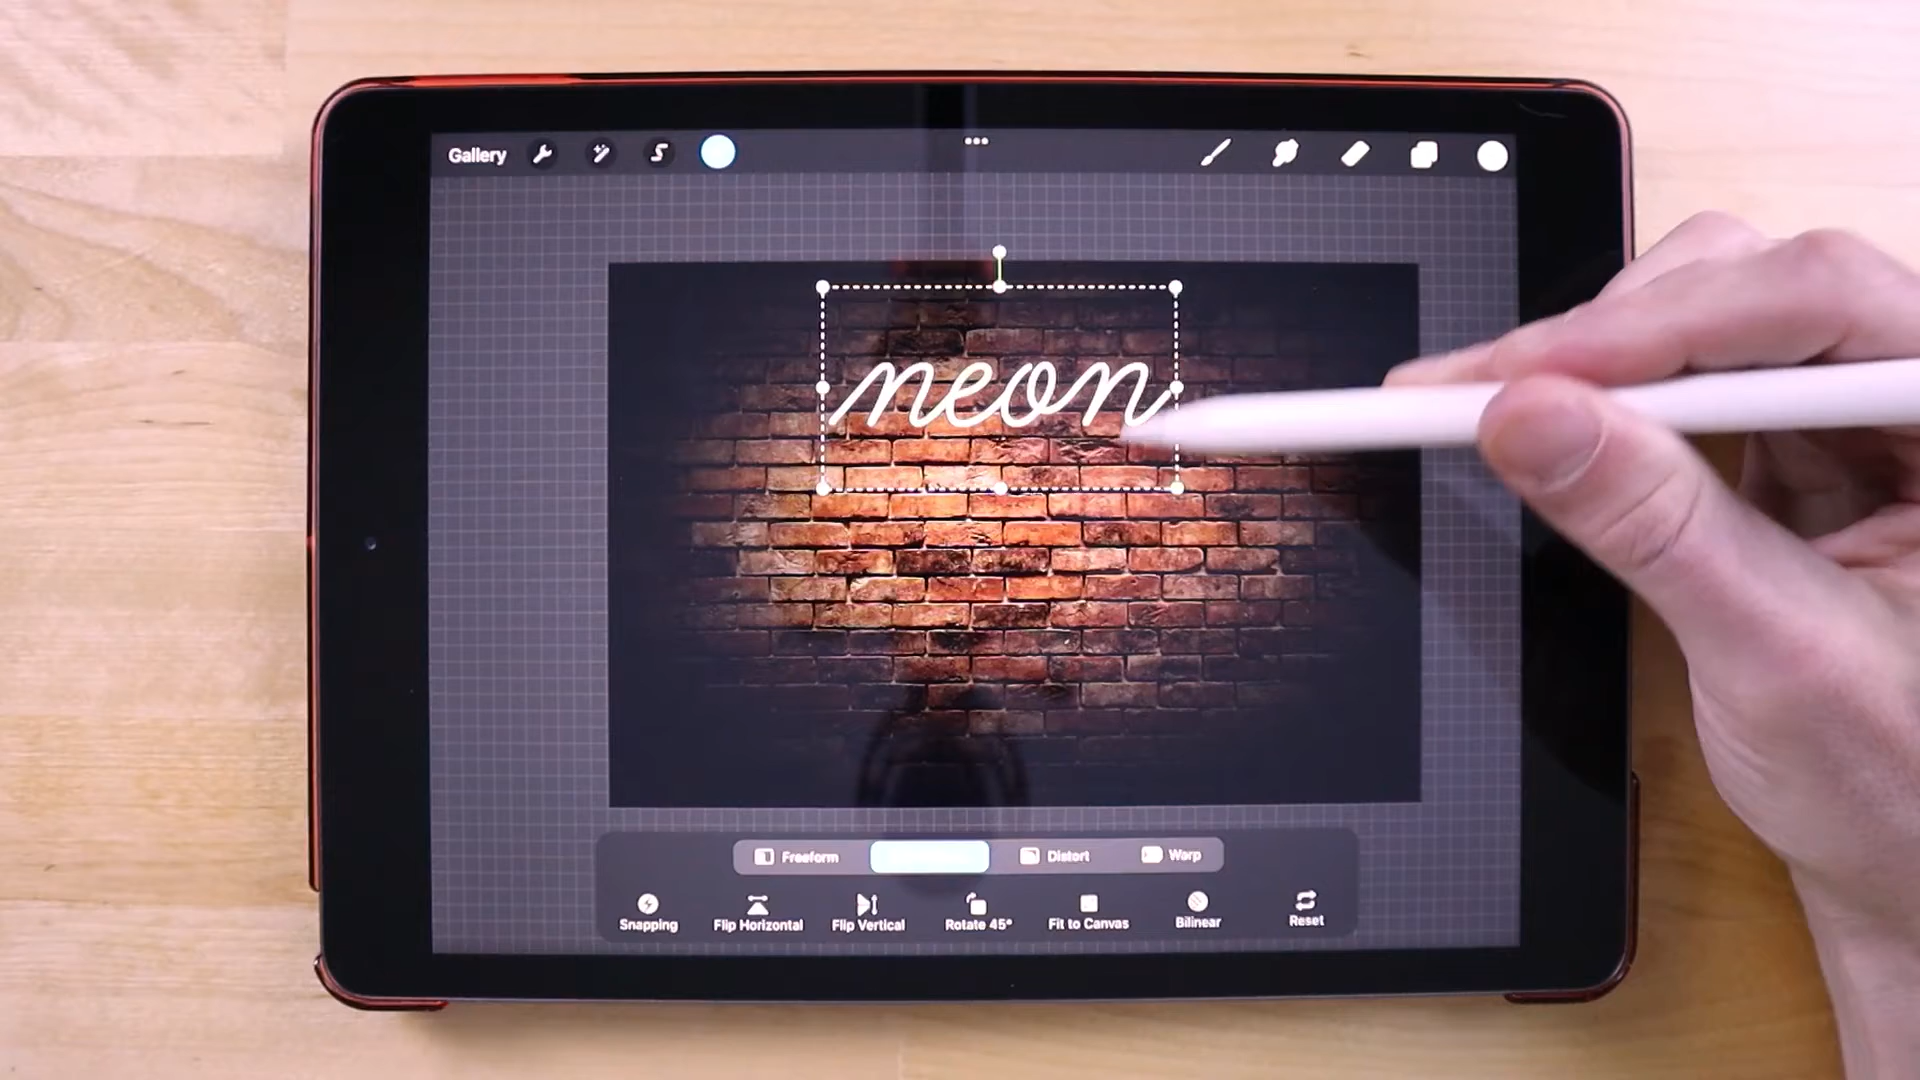 Gallery
neon
Freeform Distort Warp
Snapping Flip Horizontal Flip Vertical Rotate 45° Fit to Canvas Bilinear Reset